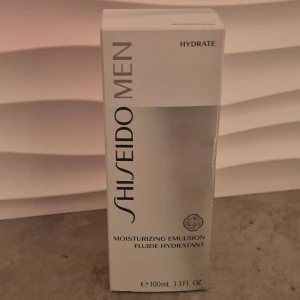 HYDRATE
SHISEIDO MEN
MOISTURIZING EMULSION
FLUIDE HYDRATANT
℮ 100mL 3.3 FL. OZ